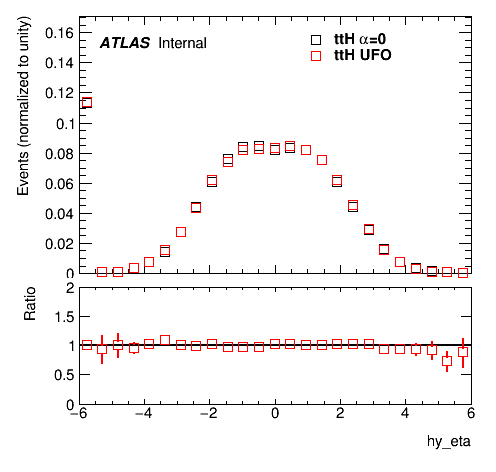 ATLAS Internal
ttH α=0
ttH UFO
Events (normalized to unity)
0.16
0.14
0.12
0.1
0.08
0.06
0.04
0.02
0
Ratio
2
1.5
1
0.5
0
−6 −4 −2 0 2 4 6
hy_eta